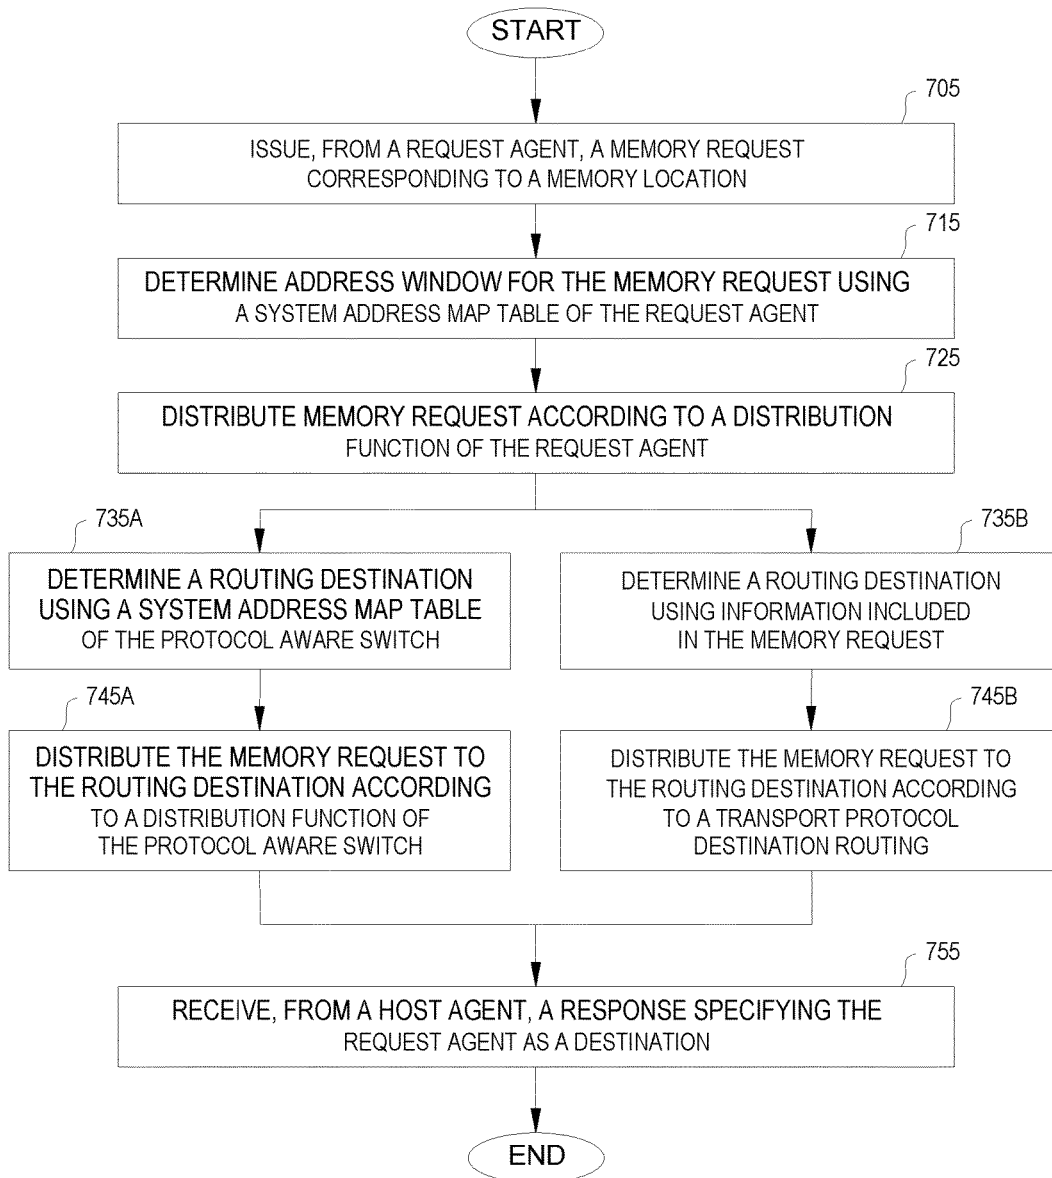 START
705
ISSUE, FROM A REQUEST AGENT, A MEMORY REQUEST
CORRESPONDING TO A MEMORY LOCATION
715
DETERMINE ADDRESS WINDOW FOR THE MEMORY REQUEST USING
A SYSTEM ADDRESS MAP TABLE OF THE REQUEST AGENT
725
DISTRIBUTE MEMORY REQUEST ACCORDING TO A DISTRIBUTION
FUNCTION OF THE REQUEST AGENT
735A
DETERMINE A ROUTING DESTINATION
USING A SYSTEM ADDRESS MAP TABLE
OF THE PROTOCOL AWARE SWITCH
745A
DISTRIBUTE THE MEMORY REQUEST TO
THE ROUTING DESTINATION ACCORDING
TO A DISTRIBUTION FUNCTION OF
THE PROTOCOL AWARE SWITCH
735B
DETERMINE A ROUTING DESTINATION
USING INFORMATION INCLUDED
IN THE MEMORY REQUEST
745B
DISTRIBUTE THE MEMORY REQUEST TO
THE ROUTING DESTINATION ACCORDING
TO A TRANSPORT PROTOCOL
DESTINATION ROUTING
755
RECEIVE, FROM A HOST AGENT, A RESPONSE SPECIFYING THE
REQUEST AGENT AS A DESTINATION
END